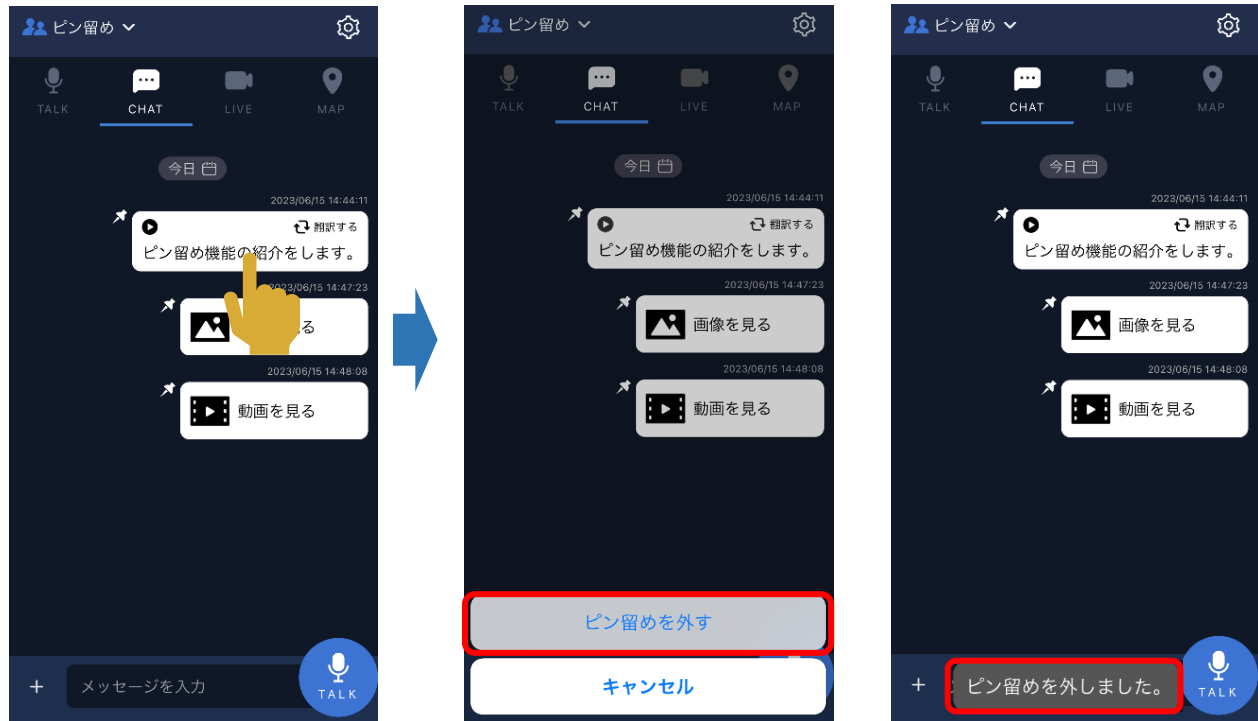 ピン留め
TALK
CHAT
LIVE
MAP
今日
2023/06/15 14:44:11
翻訳する
ピン留め機能の紹介をします。
2023/06/15 14:47:23
見る
2023/06/15 14:48:08
動画を見る
メッセージを入力
TALK
ピン留め
TALK
CHAT
LIVE
MAP
今日
2023/06/15 14:44:11
翻訳する
ピン留め機能の紹介をします。
2023/06/15 14:47:23
画像を見る
2023/06/15 14:48:08
動画を見る
ピン留めを外す
キャンセル
ピン留め
TALK
CHAT
LIVE
MAP
今日
2023/06/15 14:44:11
翻訳する
ピン留め機能の紹介をします。
2023/06/15 14:47:23
画像を見る
2023/06/15 14:48:08
動画を見る
ピン留めを外しました。
TALK